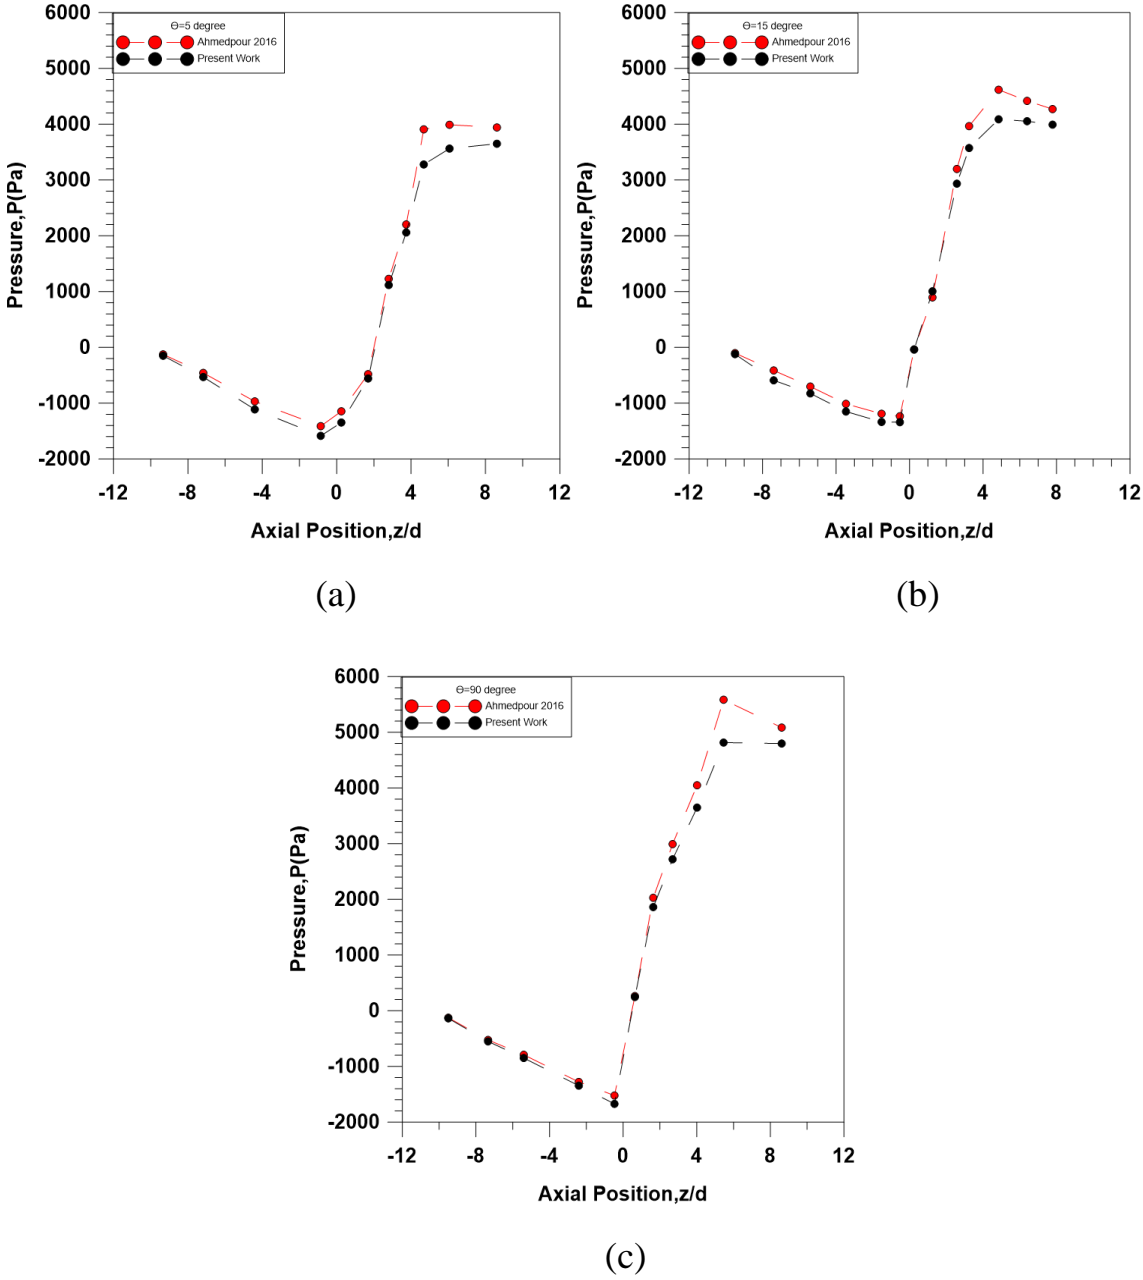 6000
5000
4000
3000
2000
1000
0
-1000
-2000
Pressure,P(Pa)
ϴ=5 degree
Ahmedpour 2016
Present Work
-12 -8 -4 0 4 8 12
Axial Position,z/d
(a)
6000
5000
4000
3000
2000
1000
0
-1000
-2000
Pressure,P(Pa)
ϴ=15 degree
Ahmedpour 2016
Present Work
-12 -8 -4 0 4 8 12
Axial Position,z/d
(b)
6000
5000
4000
3000
2000
1000
0
-1000
-2000
Pressure,P(Pa)
ϴ=90 degree
Ahmedpour 2016
Present Work
-12 -8 -4 0 4 8 12
Axial Position,z/d
(c)